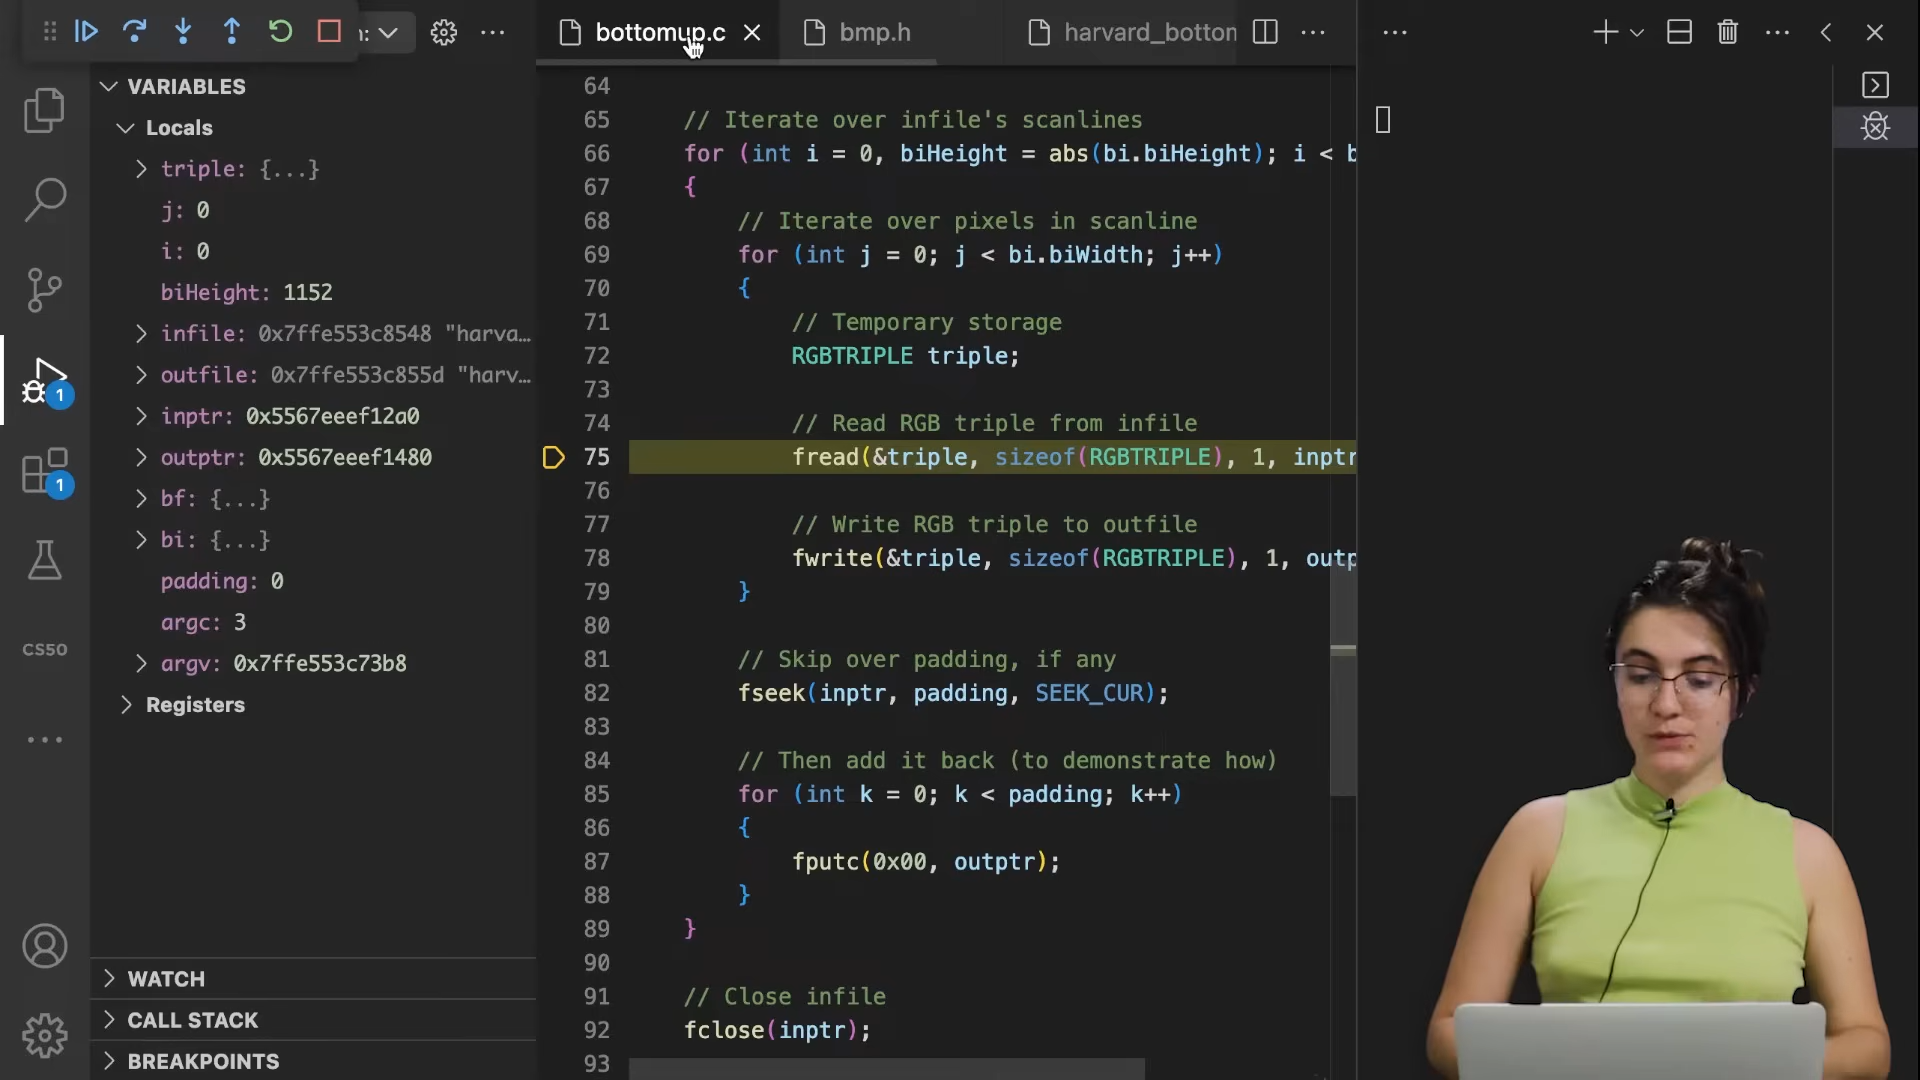 n:
bottomup.c
bmp.h
harvard_botton
VARIABLES
Locals
triple: {...}
j: 0
i: 0
biHeight: 1152
infile: 0x7ffe553c8548 "harva…
outfile: 0x7ffe553c855d "harv…
inptr: 0x5567eeef12a0
outptr: 0x5567eeef1480
bf: {...}
bi: {...}
padding: 0
argc: 3
argv: 0x7ffe553c73b8
Registers
WATCH
CALL STACK
BREAKPOINTS
1
1
CS50
64
65 // Iterate over infile's scanlines
66 for (int i = 0, biHeight = abs(bi.biHeight); i < b
67 {
68 // Iterate over pixels in scanline
69 for (int j = 0; j < bi.biWidth; j++)
70 {
71 // Temporary storage
72 RGBTRIPLE triple;
73
74 // Read RGB triple from infile
75 fread(&triple, sizeof(RGBTRIPLE), 1, inptr
76
77 // Write RGB triple to outfile
78 fwrite(&triple, sizeof(RGBTRIPLE), 1, outp
79 }
80
81 // Skip over padding, if any
82 fseek(inptr, padding, SEEK_CUR);
83
84 // Then add it back (to demonstrate how)
85 for (int k = 0; k < padding; k++)
86 {
87 fputc(0x00, outptr);
88 }
89 }
90
91 // Close infile
92 fclose(inptr);
93